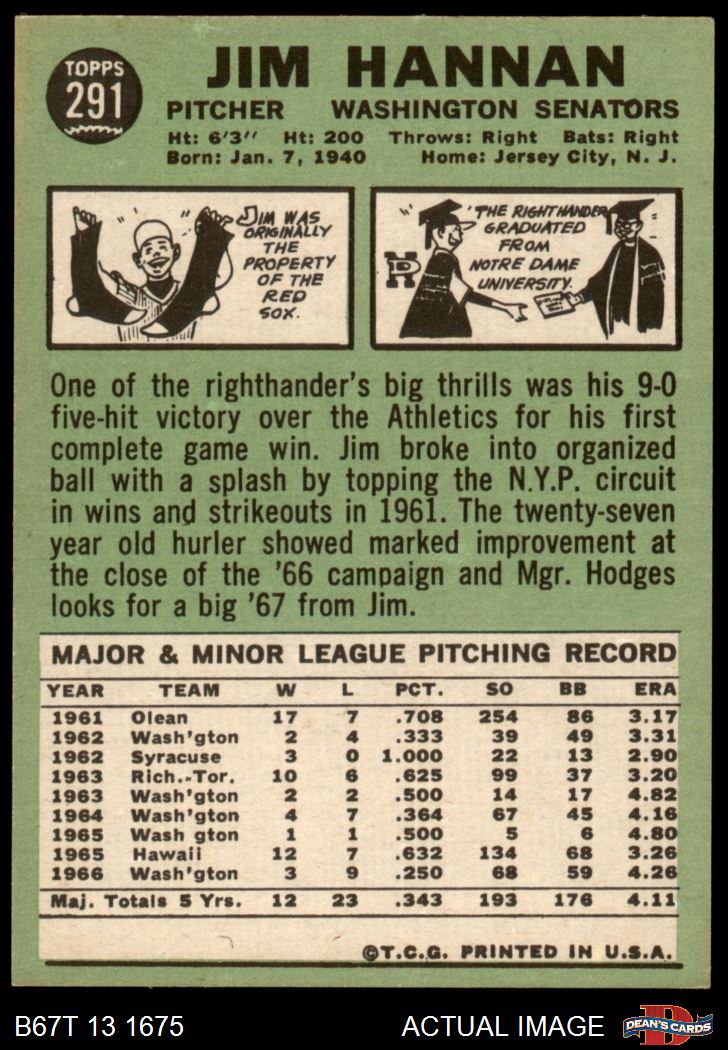 TOPPS
291
JIM HANNAN
PITCHER WASHINGTON SENATORS
Ht: 6'3" Ht: 200 Throws: Right Bats: Right
Born: Jan. 7, 1940 Home: Jersey City, N. J.
JIM WAS
ORIGINALLY
THE
PROPERTY
OF THE
RED
SOX.
THE RIGHTHANDER
GRADUATED
FROM
NOTRE DAME
UNIVERSITY.
One of the righthander's big thrills was his 9-0
five-hit victory over the Athletics for his first
complete game win. Jim broke into organized
ball with a splash by topping the N.Y.P. circuit
in wins and strikeouts in 1961. The twenty-seven
year old hurler showed marked improvement at
the close of the '66 campaign and Mgr. Hodges
looks for a big '67 from Jim.
MAJOR & MINOR LEAGUE PITCHING RECORD
YEAR TEAM W L PCT. SO BB ERA
1961 Olean 17 7 .708 254 86 3.17
1962 Wash'gton 2 4 .333 39 49 3.31
1962 Syracuse 3 0 1.000 22 13 2.90
1963 Rich.-Tor. 10 6 .625 99 37 3.20
1963 Wash'gton 2 2 .500 14 17 4.82
1964 Wash'gton 4 7 .364 67 45 4.16
1965 Wash gton 1 1 .500 5 6 4.80
1965 Hawaii 12 7 .632 134 68 3.26
1966 Wash'gton 3 9 .250 68 59 4.26
Maj. Totals 5 Yrs. 12 23 .343 193 176 4.11
©T.C.G. PRINTED IN U.S.A.
B67T 13 1675 ACTUAL IMAGE
D
DEAN'S CARDS